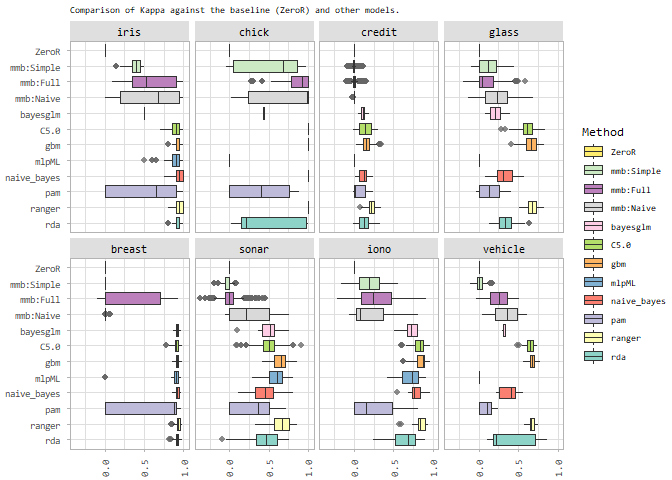 Comparison of Kappa against the baseline (ZeroR) and other models.
iris chick credit glass
ZeroR
mmb:Simple
mmb:Full
mmb:Naive
bayesglm
C5.0
gbm
mlpML
naive_bayes
pam
ranger
rda
breast sonar iono vehicle
ZeroR
mmb:Simple
mmb:Full
mmb:Naive
bayesglm
C5.0
gbm
mlpML
naive_bayes
pam
ranger
rda
0.0 0.5 1.0 0.0 0.5 1.0 0.0 0.5 1.0 0.0 0.5 1.0
Method
ZeroR
mmb:Simple
mmb:Full
mmb:Naive
bayesglm
C5.0
gbm
mlpML
naive_bayes
pam
ranger
rda